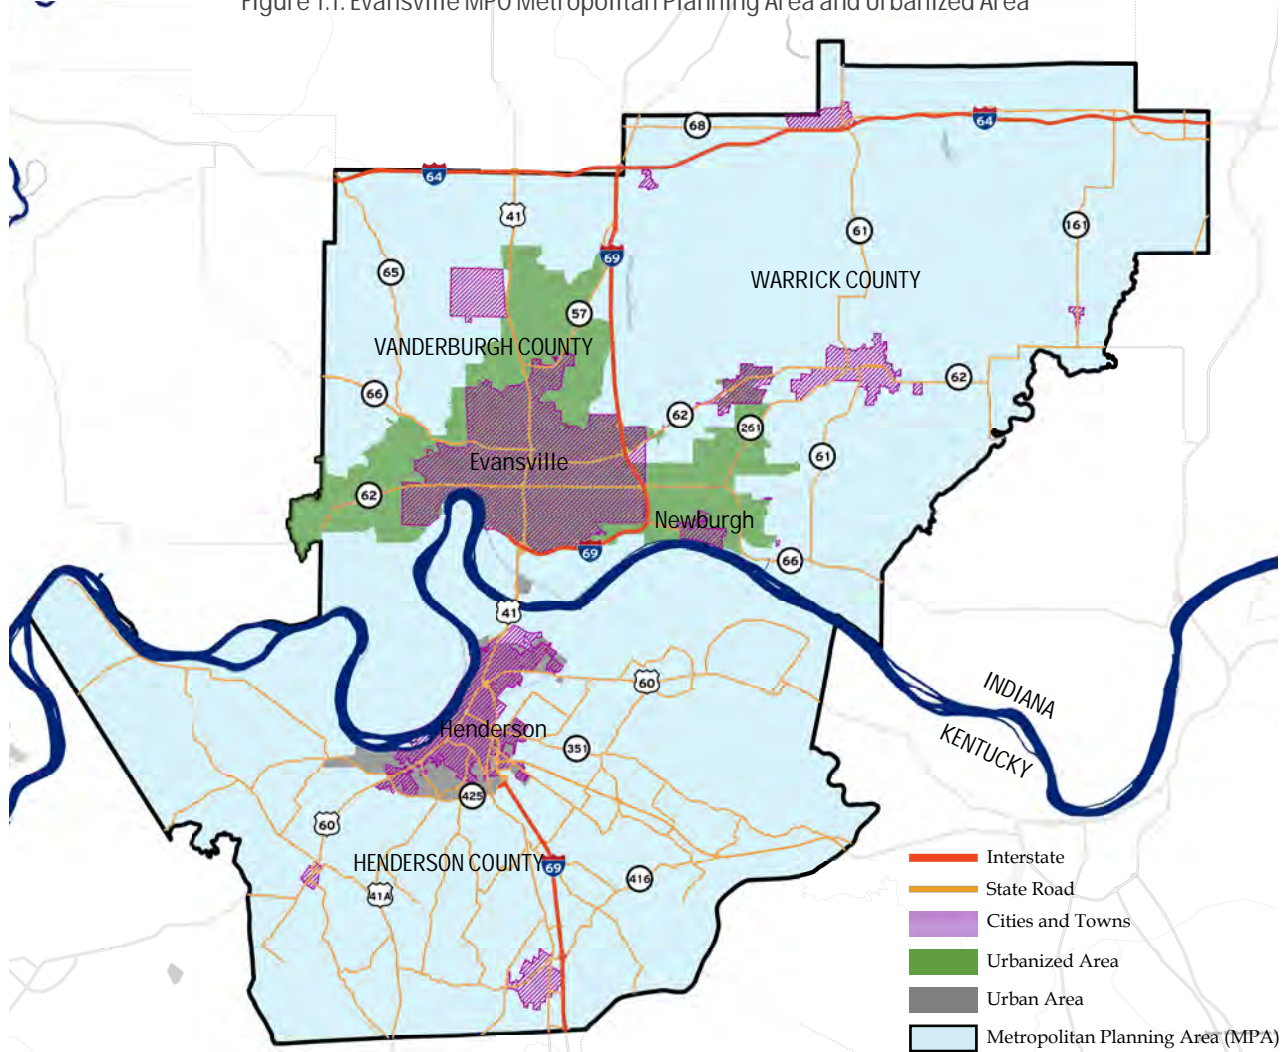 Figure 1.1: Evansville MPO Metropolitan Planning Area and Urbanized Area
68
64
64
41
61
161
69
65
WARRICK COUNTY
57
VANDERBURGH COUNTY
66
62
62
261
61
Evansville
62
Newburgh
69
66
41
60
INDIANA
KENTUCKY
Henderson
351
425
60
HENDERSON COUNTY
69
416
41A
Interstate
State Road
Cities and Towns
Urbanized Area
Urban Area
Metropolitan Planning Area (MPA)